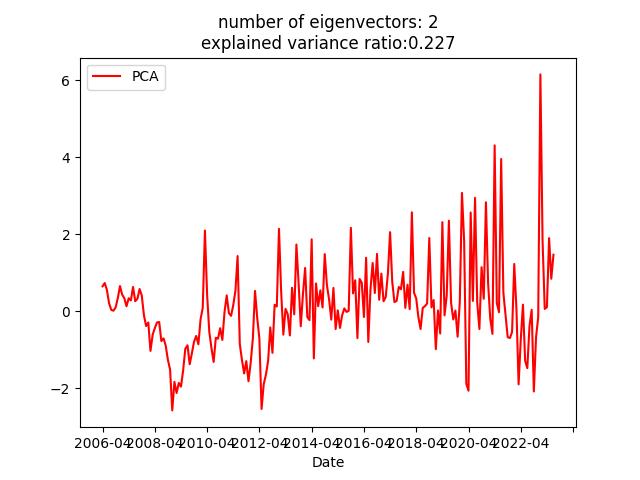 number of eigenvectors: 2
explained variance ratio:0.227
PCA
6
4
2
0
−2
2006-04 2008-04 2010-04 2012-04 2014-04 2016-04 2018-04 2020-04 2022-04
Date